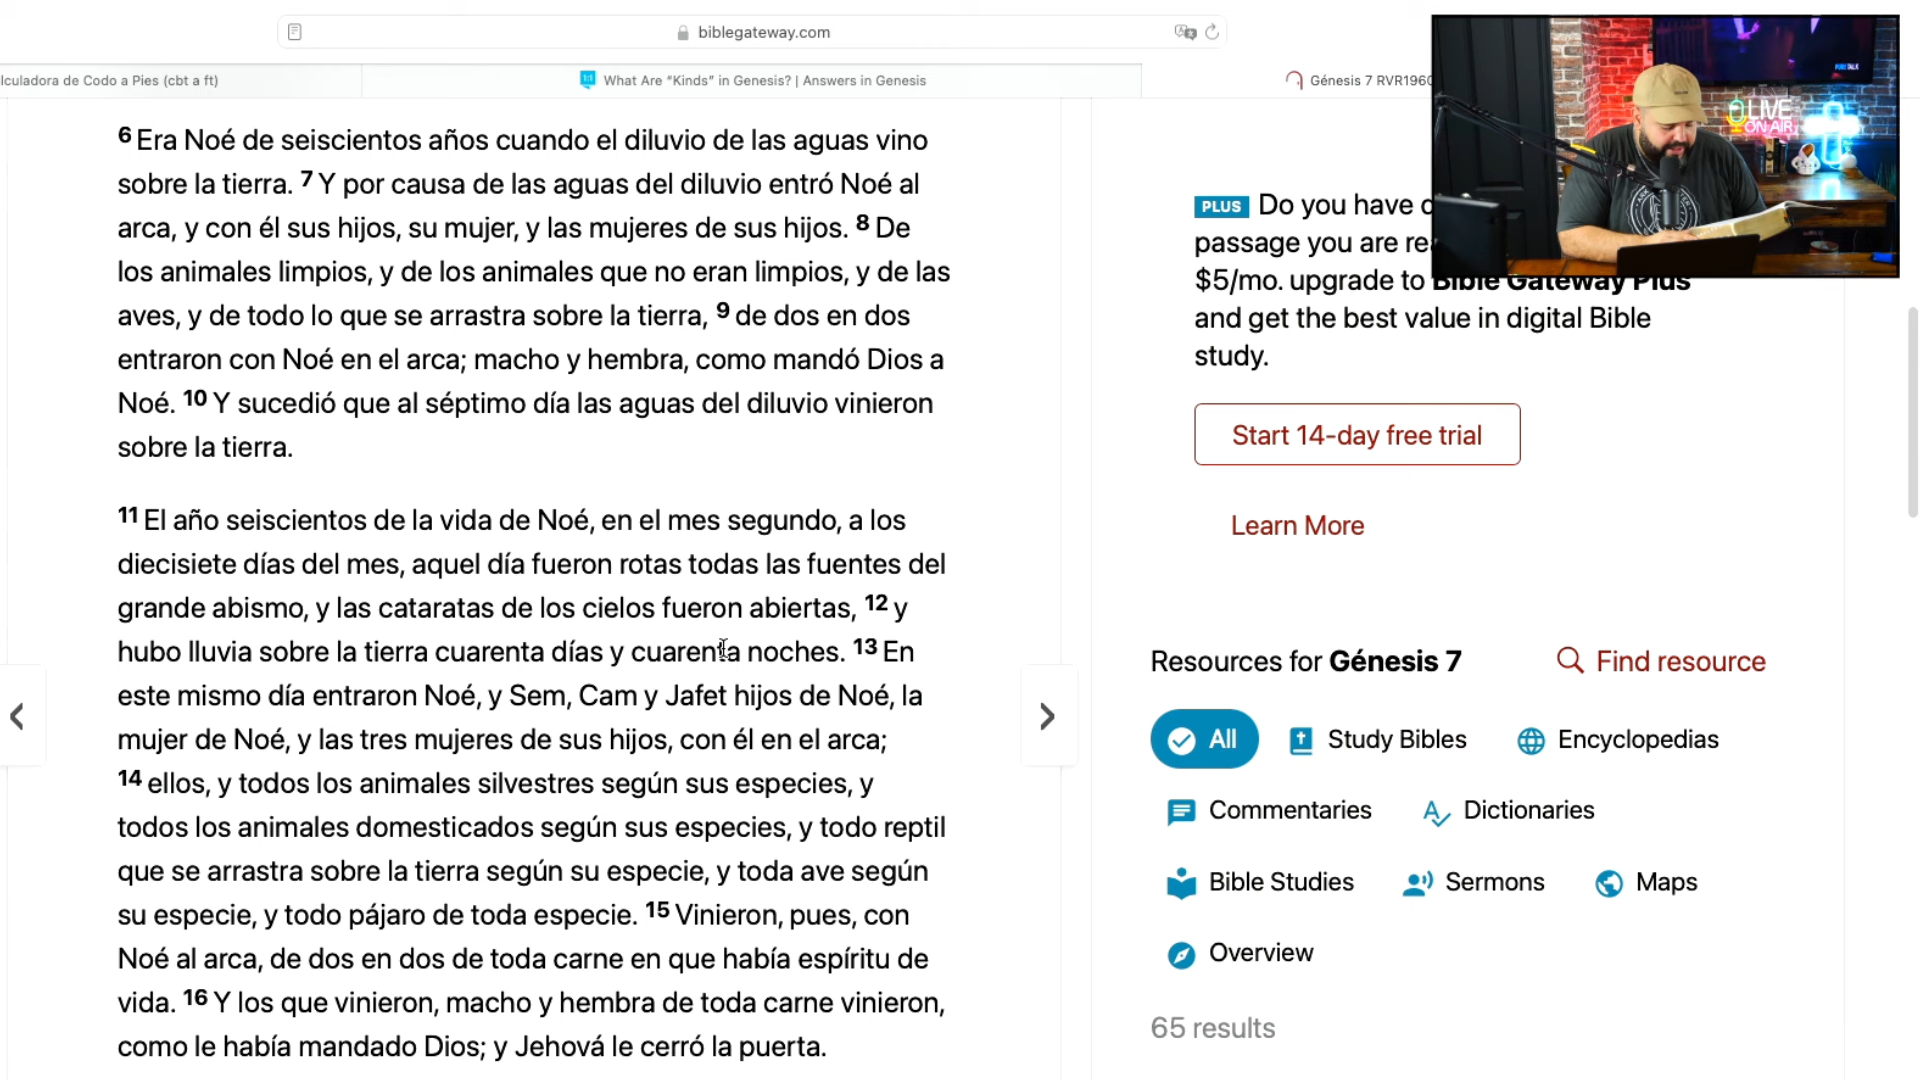 biblegateway.com
lculadora de Codo a Pies (cbt a ft)
What Are “Kinds” in Genesis? | Answers in Genesis
Génesis 7 RVR1960
6 Era Noé de seiscientos años cuando el diluvio de las aguas vino
sobre la tierra. 7 Y por causa de las aguas del diluvio entró Noé al
arca, y con él sus hijos, su mujer, y las mujeres de sus hijos. 8 De
los animales limpios, y de los animales que no eran limpios, y de las
aves, y de todo lo que se arrastra sobre la tierra, 9 de dos en dos
entraron con Noé en el arca; macho y hembra, como mandó Dios a
Noé. 10 Y sucedió que al séptimo día las aguas del diluvio vinieron
sobre la tierra.
11 El año seiscientos de la vida de Noé, en el mes segundo, a los
diecisiete días del mes, aquel día fueron rotas todas las fuentes del
grande abismo, y las cataratas de los cielos fueron abiertas, 12 y
hubo lluvia sobre la tierra cuarenta días y cuarenta noches. 13 En
este mismo día entraron Noé, y Sem, Cam y Jafet hijos de Noé, la
mujer de Noé, y las tres mujeres de sus hijos, con él en el arca;
14 ellos, y todos los animales silvestres según sus especies, y
todos los animales domesticados según sus especies, y todo reptil
que se arrastra sobre la tierra según su especie, y toda ave según
su especie, y todo pájaro de toda especie. 15 Vinieron, pues, con
Noé al arca, de dos en dos de toda carne en que había espíritu de
vida. 16 Y los que vinieron, macho y hembra de toda carne vinieron,
como le había mandado Dios; y Jehová le cerró la puerta.
PLUS Do you have
passage you are
$5/mo. upgrade to Bible Gateway Plus
and get the best value in digital Bible
study.
Start 14-day free trial
Learn More
Resources for Génesis 7
Find resource
All
Study Bibles
Encyclopedias
Commentaries
Dictionaries
Bible Studies
Sermons
Maps
Overview
65 results
LIVE
ON AIR